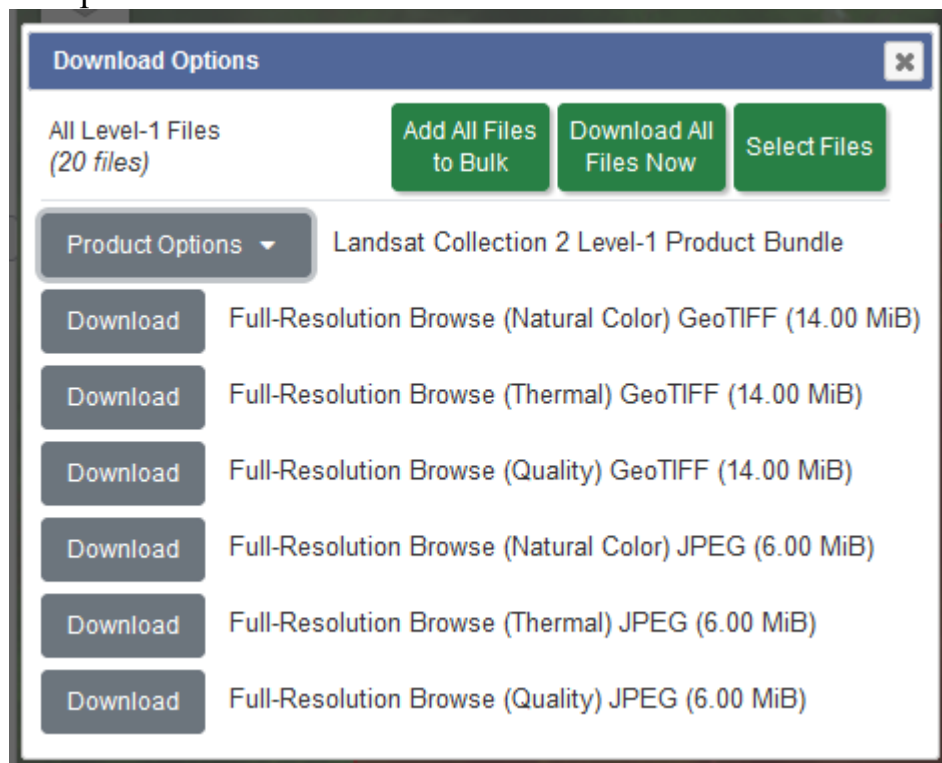 Download Options
All Level-1 Files
(20 files)
Add All Files
to Bulk
Download All
Files Now
Select Files
Product Options
Landsat Collection 2 Level-1 Product Bundle
Download Full-Resolution Browse (Natural Color) GeoTIFF (14.00 MiB)
Download Full-Resolution Browse (Thermal) GeoTIFF (14.00 MiB)
Download Full-Resolution Browse (Quality) GeoTIFF (14.00 MiB)
Download Full-Resolution Browse (Natural Color) JPEG (6.00 MiB)
Download Full-Resolution Browse (Thermal) JPEG (6.00 MiB)
Download Full-Resolution Browse (Quality) JPEG (6.00 MiB)